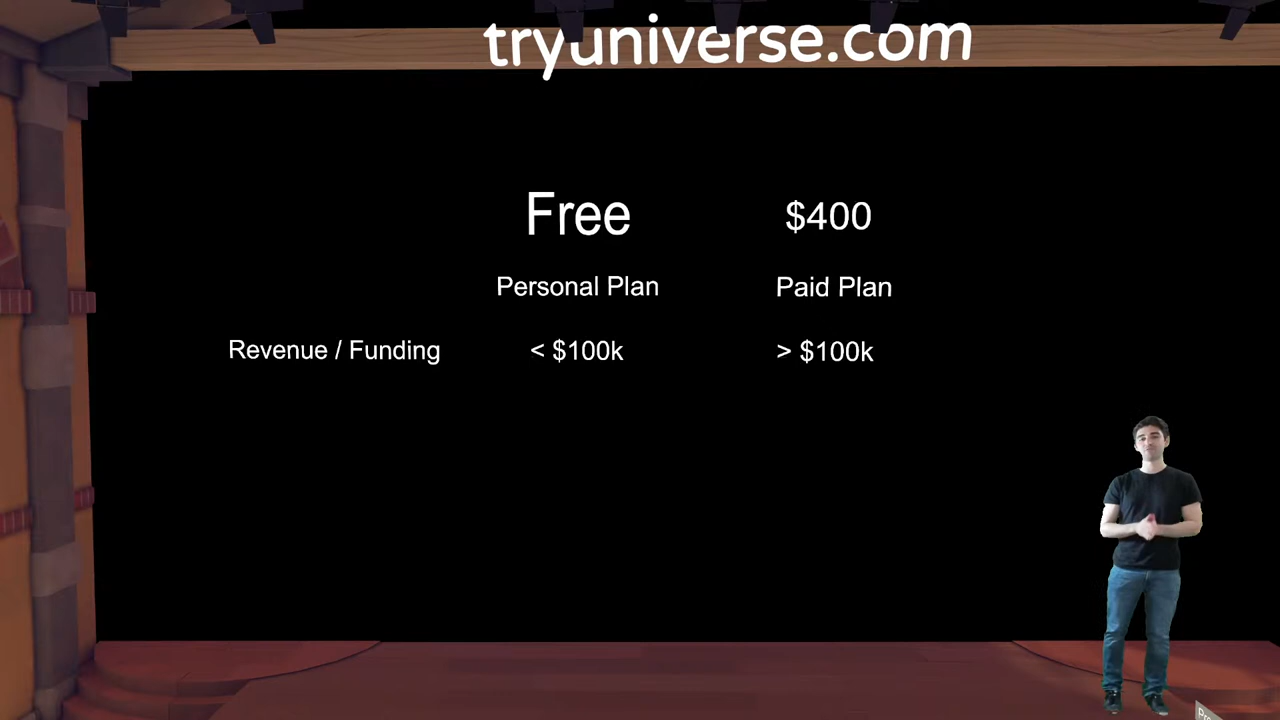 tryuniverse.com
Free $400
Personal Plan Paid Plan
Revenue / Funding < $100k > $100k